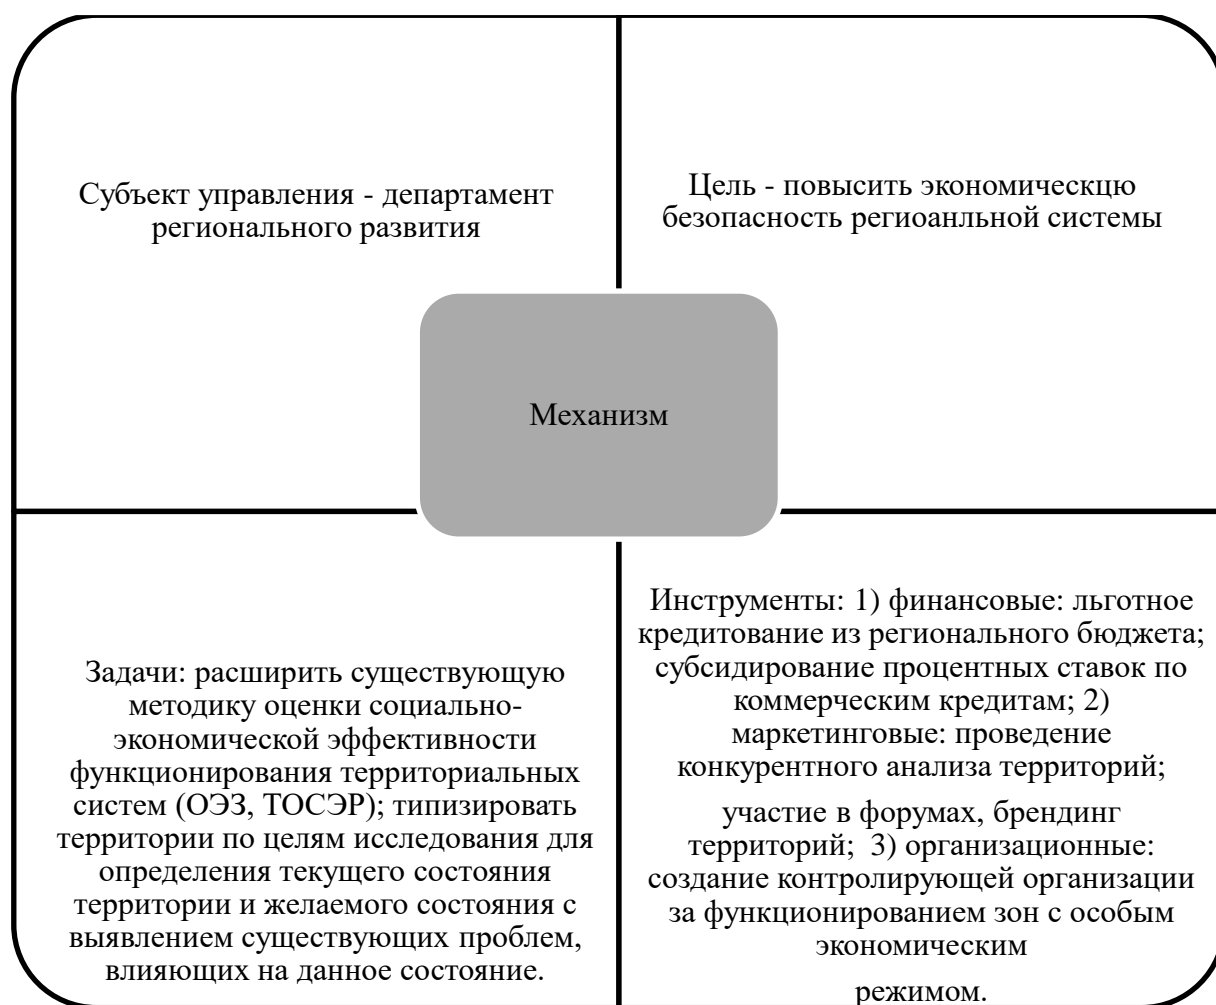 Субъект управления - департамент
регионального развития
Цель - повысить экономическцю
безопасность региоанльной системы
Механизм
Задачи: расширить существующую
методику оценки социально-
экономической эффективности
функционирования территориальных
систем (ОЭЗ, ТОСЭР); типизировать
территории по целям исследования для
определения текущего состояния
территории и желаемого состояния с
выявлением существующих проблем,
влияющих на данное состояние.
Инструменты: 1) финансовые: льготное
кредитование из регионального бюджета;
субсидирование процентных ставок по
коммерческим кредитам; 2)
маркетинговые: проведение
конкурентного анализа территорий;
участие в форумах, брендинг
территорий;  3) организационные:
создание контролирующей организации
за функционированием зон с особым
экономическим
режимом.